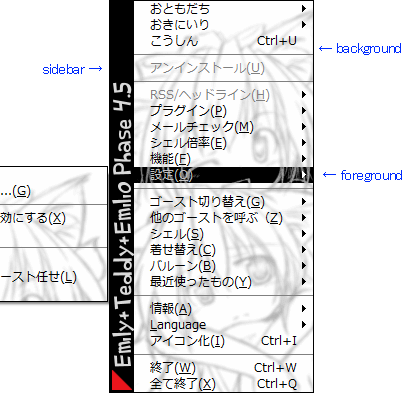 おともだち
おきにいり
こうしん Ctrl+U
← background
sidebar →
アンインストール(U)
RSS/ヘッドライン(H)
プラグイン(P)
メールチェック(M)
シェル倍率(E)
機能(F)
設定(O)
← foreground
...(G)
効にする(X)
ースト任せ(L)
ゴースト切り替え(G)
他のゴーストを呼ぶ (Z)
シェル(S)
着せ替え(C)
バルーン(B)
最近使ったもの(Y)
情報(A)
Language
アイコン化(I) Ctrl+I
終了(W) Ctrl+W
全て終了(X) Ctrl+Q
Emily+Teddy+Emilio Phase 4.5